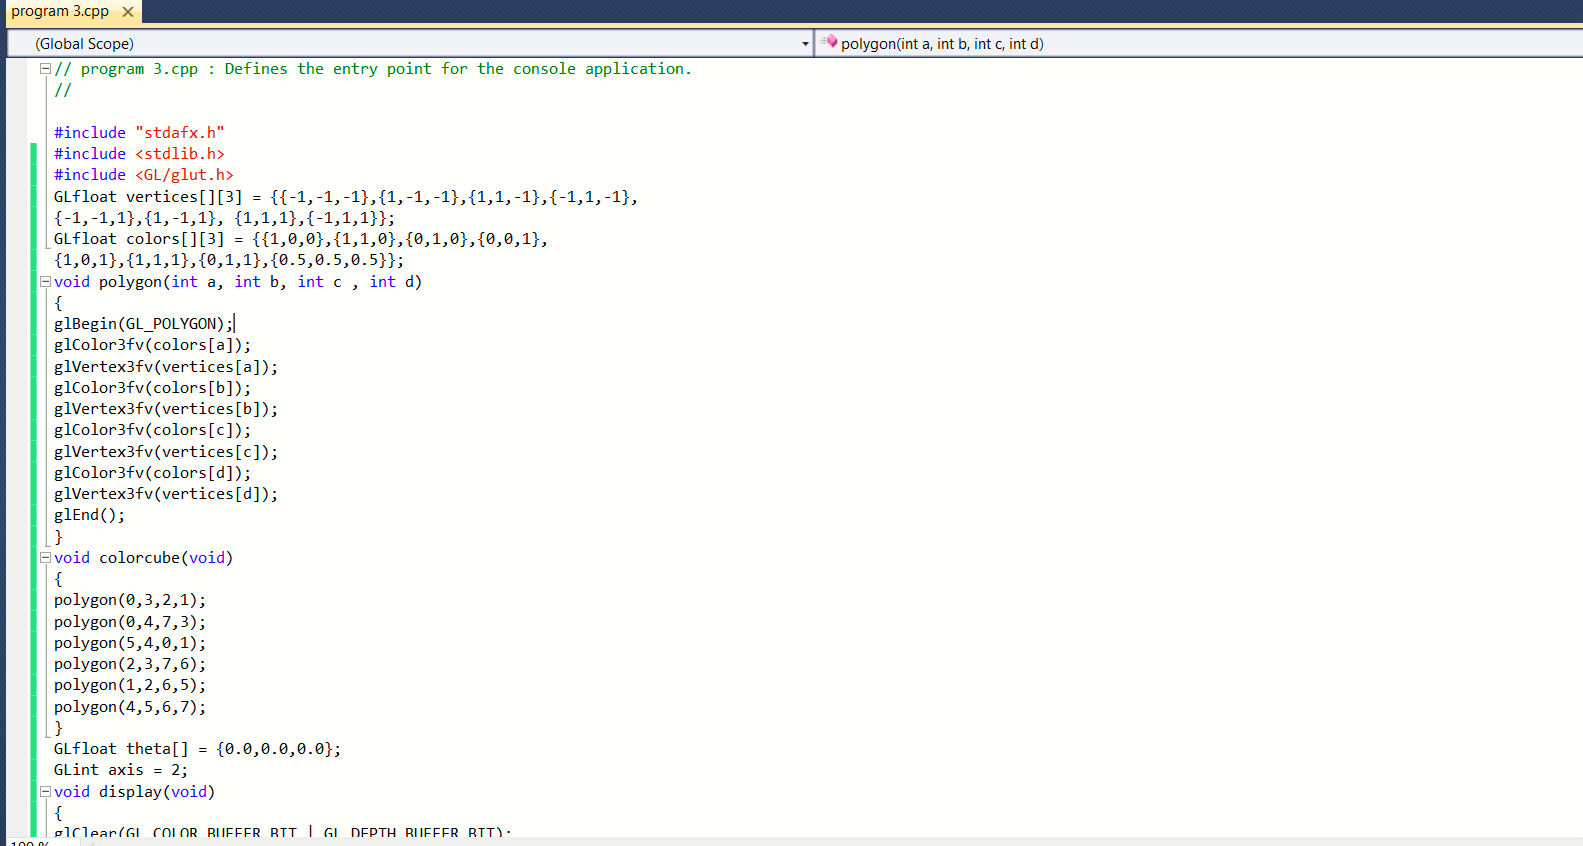 program 3.cpp
(Global Scope)
polygon(int a, int b, int c, int d)
// program 3.cpp : Defines the entry point for the console application.
//
#include "stdafx.h"
#include <stdlib.h>
#include <GL/glut.h>
GLfloat vertices[][3] = {{-1,-1,-1},{1,-1,-1},{1,1,-1},{-1,1,-1},
{-1,-1,1},{1,-1,1}, {1,1,1},{-1,1,1}};
GLfloat colors[][3] = {{1,0,0},{1,1,0},{0,1,0},{0,0,1},
{1,0,1},{1,1,1},{0,1,1},{0.5,0.5,0.5}};
void polygon(int a, int b, int c , int d)
{
glBegin(GL_POLYGON);
glColor3fv(colors[a]);
glVertex3fv(vertices[a]);
glColor3fv(colors[b]);
glVertex3fv(vertices[b]);
glColor3fv(colors[c]);
glVertex3fv(vertices[c]);
glColor3fv(colors[d]);
glVertex3fv(vertices[d]);
glEnd();
}
void colorcube(void)
{
polygon(0,3,2,1);
polygon(0,4,7,3);
polygon(5,4,0,1);
polygon(2,3,7,6);
polygon(1,2,6,5);
polygon(4,5,6,7);
}
GLfloat theta[] = {0.0,0.0,0.0};
GLint axis = 2;
void display(void)
{
glClear(GL_COLOR_BUFFER_BIT | GL_DEPTH_BUFFER_BIT);
100 %